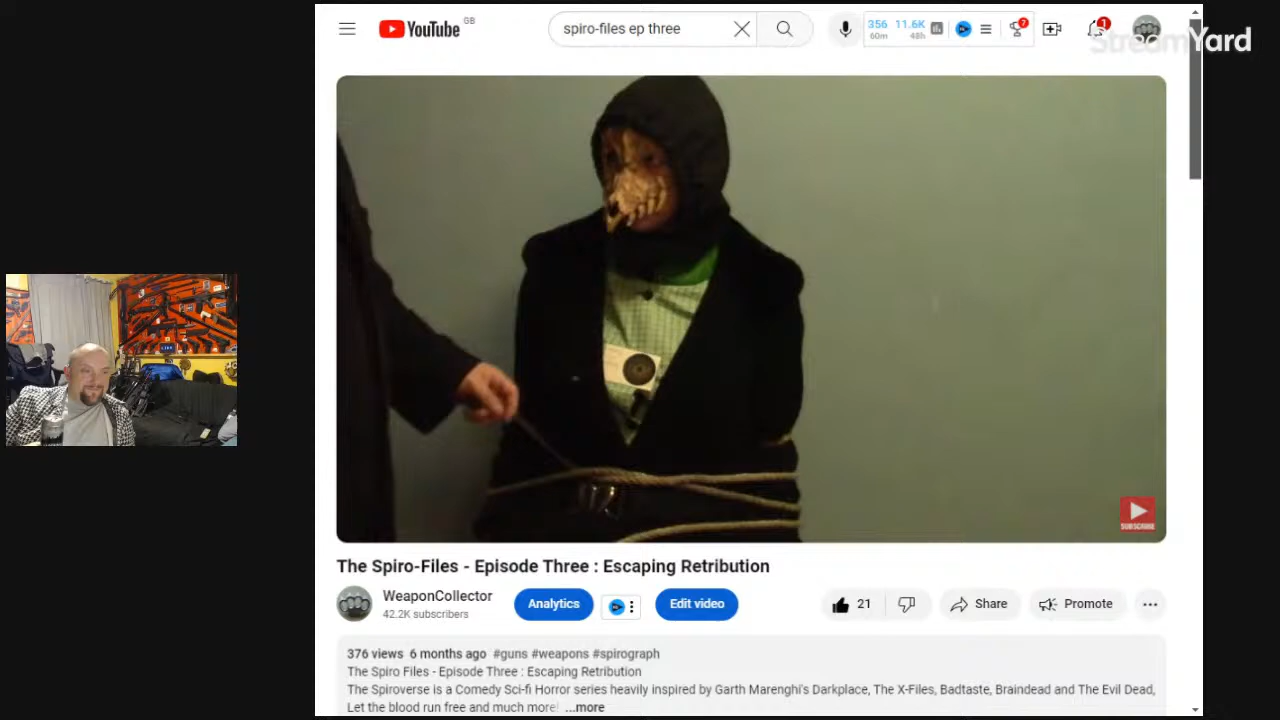 YouTube GB
spiro-files ep three
356 11.6K
60m 48h
7
1
StreamYard
SUBSCRIBE
The Spiro-Files - Episode Three : Escaping Retribution
WeaponCollector
42.2K subscribers
Analytics
Edit video
21
Share
Promote
376 views 6 months ago #guns #weapons #spirograph
The Spiro Files - Episode Three : Escaping Retribution
The Spiroverse is a Comedy Sci-fi Horror series heavily inspired by Garth Marenghi's Darkplace, The X-Files, Badtaste, Braindead and The Evil Dead,
Let the blood run free and much more! ...more